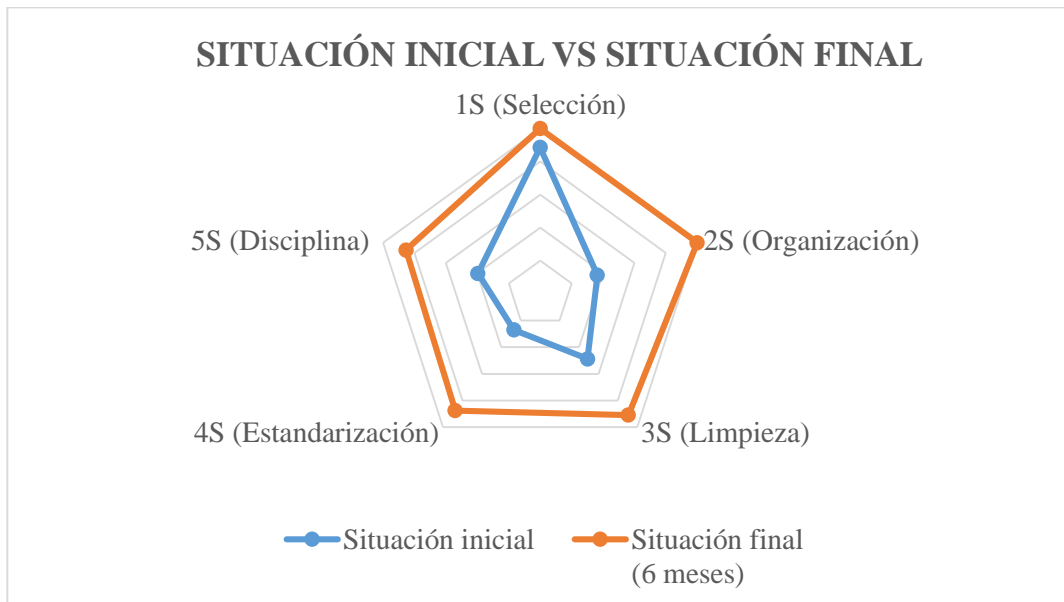 SITUACIÓN INICIAL VS SITUACIÓN FINAL
1S (Selección)
5S (Disciplina)
2S (Organización)
4S (Estandarización)
3S (Limpieza)
Situación inicial
Situación final
(6 meses)